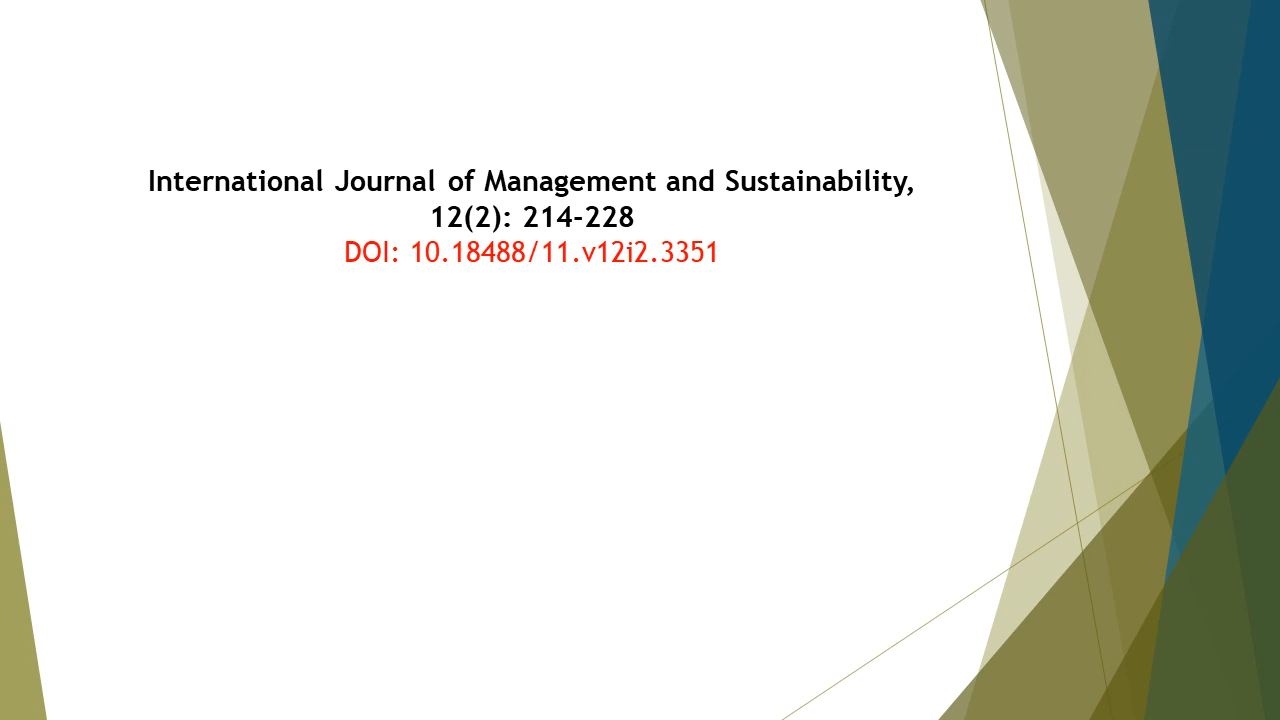 International Journal of Management and Sustainability,
12(2): 214-228
DOI: 10.18488/11.v12i2.3351